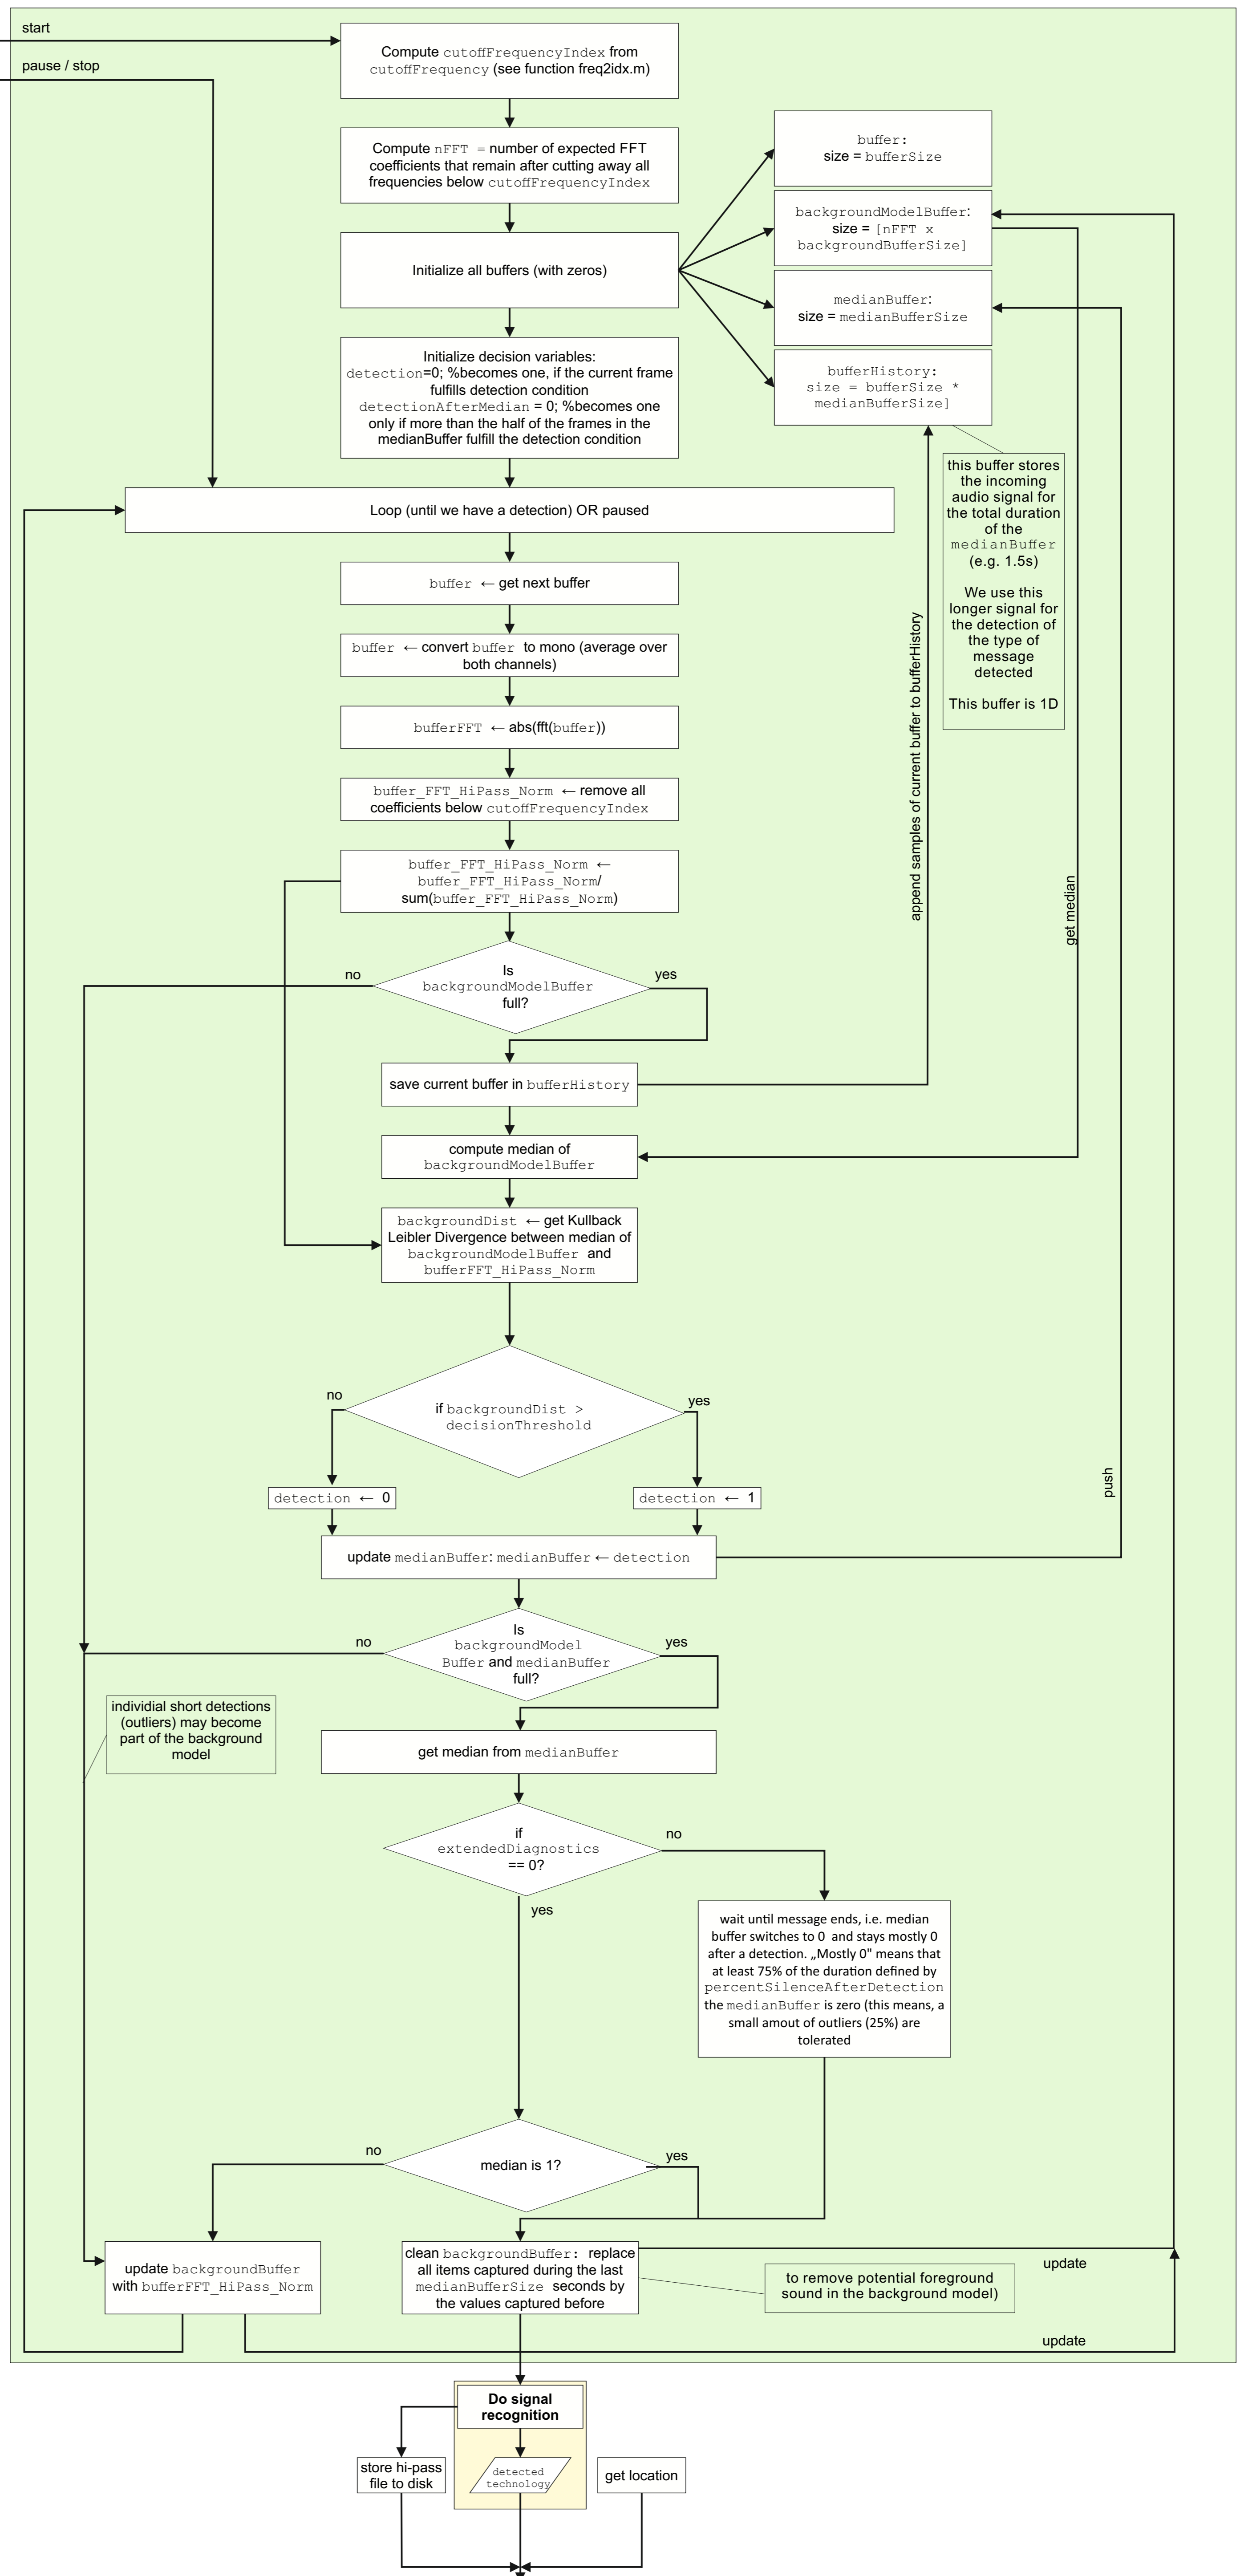 start
Compute cutoffFrequencyIndex from
cutoffFrequency (see function freq2idx.m)
pause / stop
Compute nFFT = number of expected FFT
coefficients that remain after cutting away all
frequencies below cutoffFrequencyIndex
buffer:
size = bufferSize
backgroundModelBuffer:
size = [nFFT x
backgroundBufferSize]
Initialize all buffers (with zeros)
medianBuffer:
size = medianBufferSize
Initialize decision variables:
detection=0; %becomes one, if the current frame
fulfills detection condition
detectionAfterMedian = 0; %becomes one
only if more than the half of the frames in the
medianBuffer fulfill the detection condition
bufferHistory:
size = bufferSize *
medianBufferSize]
this buffer stores
the incoming
audio signal for
the total duration
of the
medianBuffer
(e.g. 1.5s)
We use this
longer signal for
the detection of
the type of
message
detected
This buffer is 1D
Loop (until we have a detection) OR paused
buffer ← get next buffer
buffer ← convert buffer to mono (average over
both channels)
bufferFFT ← abs(fft(buffer))
buffer_FFT_HiPass_Norm ← remove all
coefficients below cutoffFrequencyIndex
buffer_FFT_HiPass_Norm ←
buffer_FFT_HiPass_Norm/
sum(buffer_FFT_HiPass_Norm)
append samples of current buffer to bufferHistory
get median
no
Is
backgroundModelBuffer
full?
yes
save current buffer in bufferHistory
compute median of
backgroundModelBuffer
backgroundDist ← get Kullback
Leibler Divergence between median of
backgroundModelBuffer and
bufferFFT_HiPass_Norm
no
if backgroundDist >
decisionThreshold
yes
detection ← 0
detection ← 1
push
update medianBuffer: medianBuffer ← detection
no
Is
backgroundModel
Buffer and medianBuffer
full?
yes
individial short detections
(outliers) may become
part of the background
model
get median from medianBuffer
if
extendedDiagnostics
== 0?
no
yes
wait until message ends, i.e. median
buffer switches to 0 and stays mostly 0
after a detection. „Mostly 0" means that
at least 75% of the duration defined by
percentSilenceAfterDetection
the medianBuffer is zero (this means, a
small amout of outliers (25%) are
tolerated
no
median is 1?
yes
update backgroundBuffer
with bufferFFT_HiPass_Norm
clean backgroundBuffer: replace
all items captured during the last
medianBufferSize seconds by
the values captured before
update
to remove potential foreground
sound in the background model)
update
Do signal
recognition
store hi-pass
file to disk
detected
technology
get location